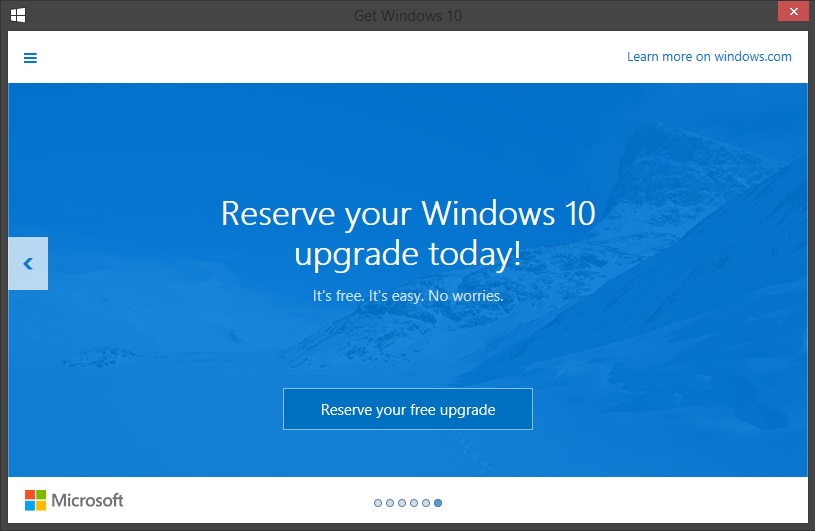 Get Windows 10
Learn more on windows.com
Reserve your Windows 10
upgrade today!
It's free. It's easy. No worries.
Reserve your free upgrade
Microsoft